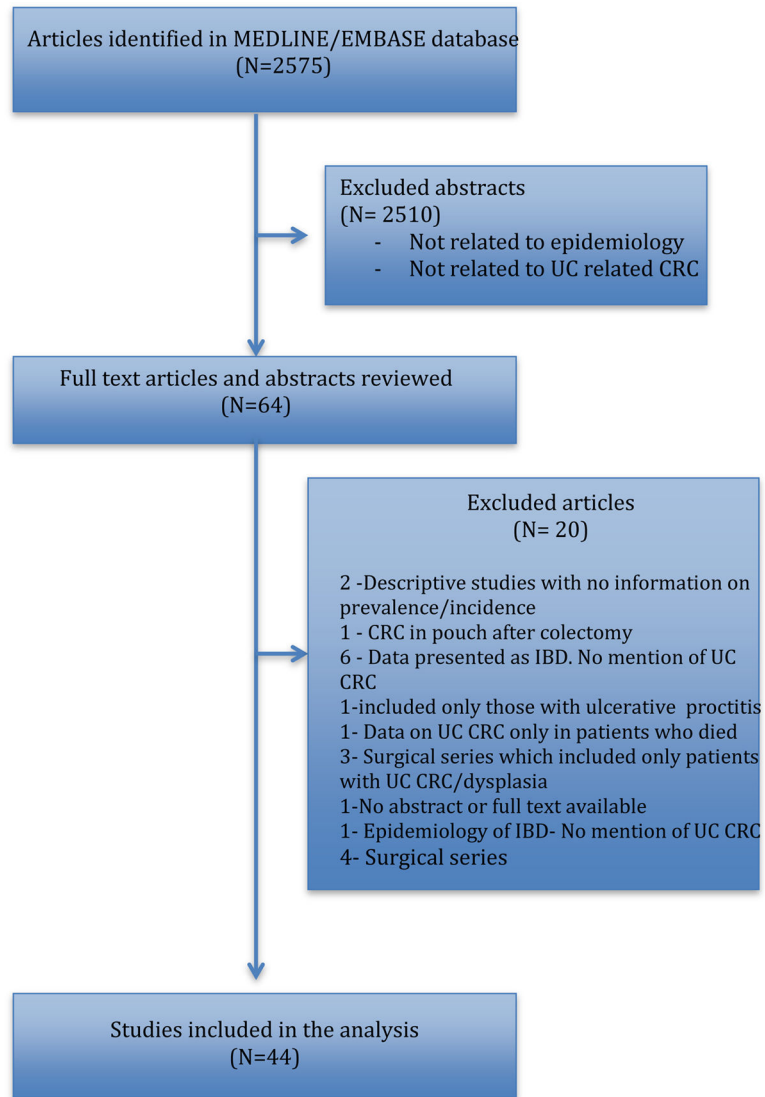 Articles identified in MEDLINE/EMBASE database
(N=2575)
Excluded abstracts
(N= 2510)
- Not related to epidemiology
- Not related to UC related CRC
Full text articles and abstracts reviewed
(N=64)
Excluded articles
(N= 20)
2 -Descriptive studies with no information on
prevalence/incidence
1 - CRC in pouch after colectomy
6 - Data presented as IBD. No mention of UC
CRC
1-included only those with ulcerative proctitis
1- Data on UC CRC only in patients who died
3- Surgical series which included only patients
with UC CRC/dysplasia
1-No abstract or full text available
1- Epidemiology of IBD- No mention of UC CRC
4- Surgical series
Studies included in the analysis
(N=44)